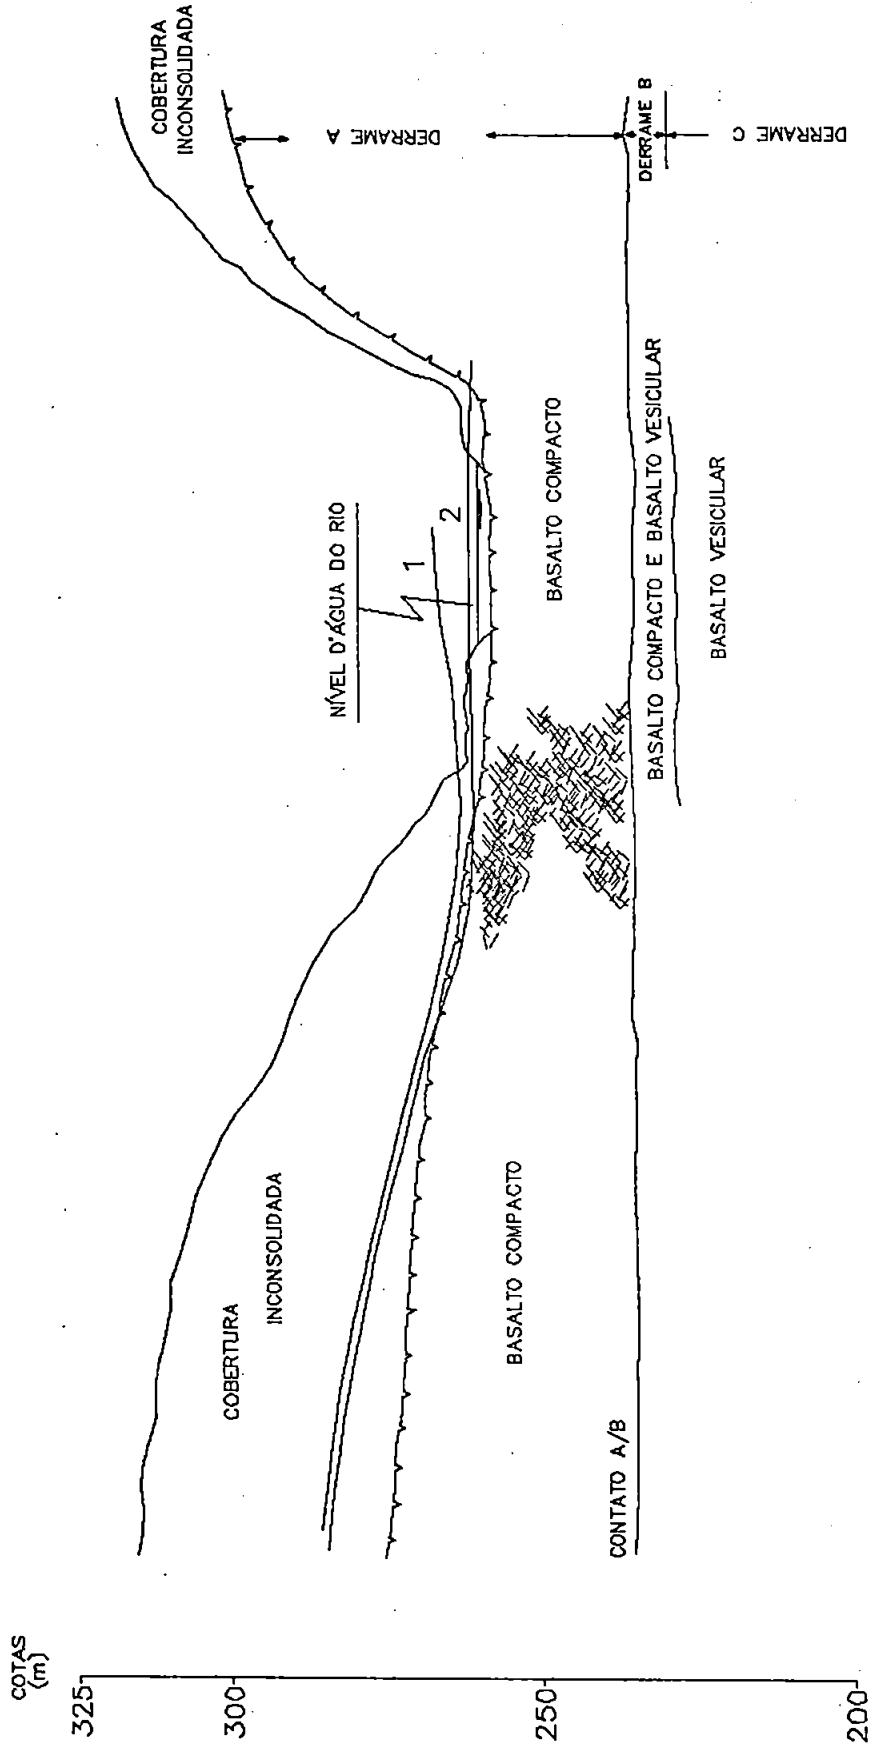 COTAS
(m)
325
300
250
200
COBERTURA
INCONSOLIDADA
BASALTO COMPACTO
CONTATO A/B
NÍVEL D'ÁGUA DO RIO
1
2
BASALTO COMPACTO
BASALTO COMPACTO E BASALTO VESICULAR
BASALTO VESICULAR
COBERTURA
INCONSOLIDADA
DERRAME A
DERRAME B
DERRAME C